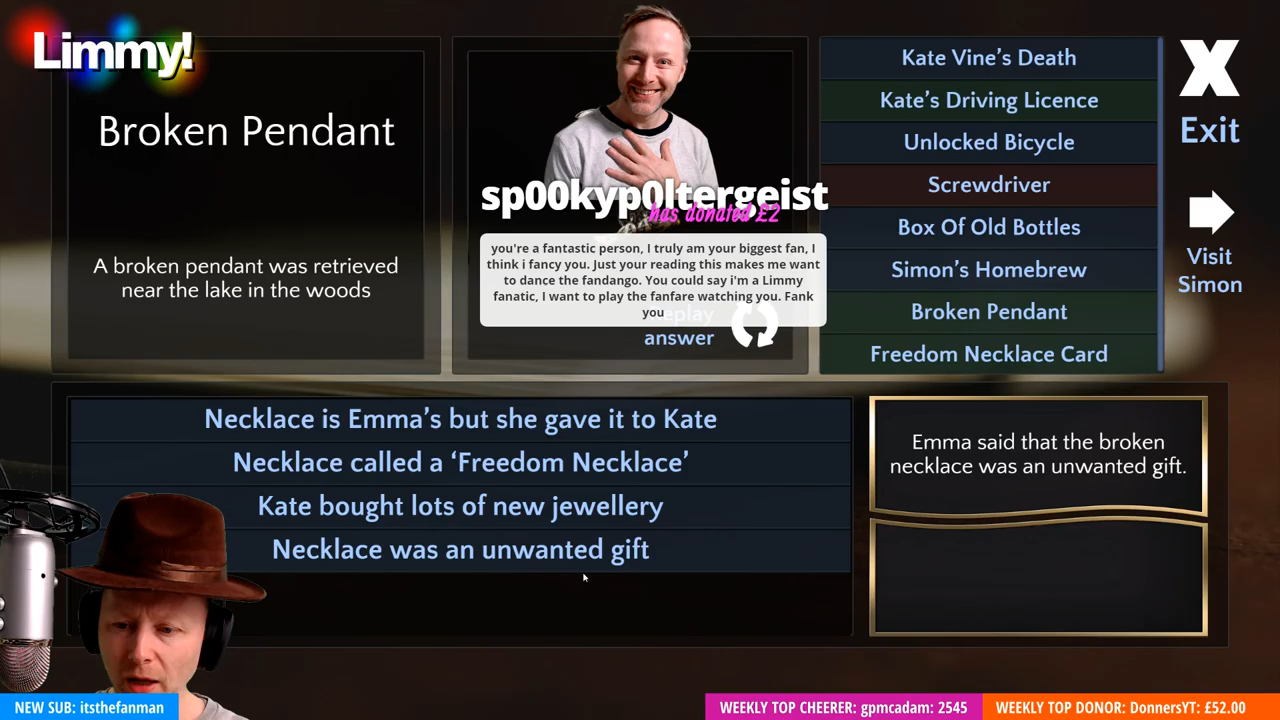 Limmy!
Broken Pendant
A broken pendant was retrieved
near the lake in the woods
sp00kyp0ltergeist
has donated £2
you're a fantastic person, I truly am your biggest fan, I
think i fancy you. Just your reading this makes me want
to dance the fandango. You could say i'm a Limmy
fanatic, I want to play the fanfare watching you. Fank
you
answer
Kate Vine's Death
Kate's Driving Licence
Unlocked Bicycle
Screwdriver
Box Of Old Bottles
Simon's Homebrew
Broken Pendant
Freedom Necklace Card
X
Exit
Visit
Simon
Necklace is Emma's but she gave it to Kate
Necklace called a 'Freedom Necklace'
Kate bought lots of new jewellery
Necklace was an unwanted gift
Emma said that the broken
necklace was an unwanted gift.
NEW SUB: itsthefanman
WEEKLY TOP CHEERER: gpmcadam: 2545
WEEKLY TOP DONOR: DonnersYT: £52.00